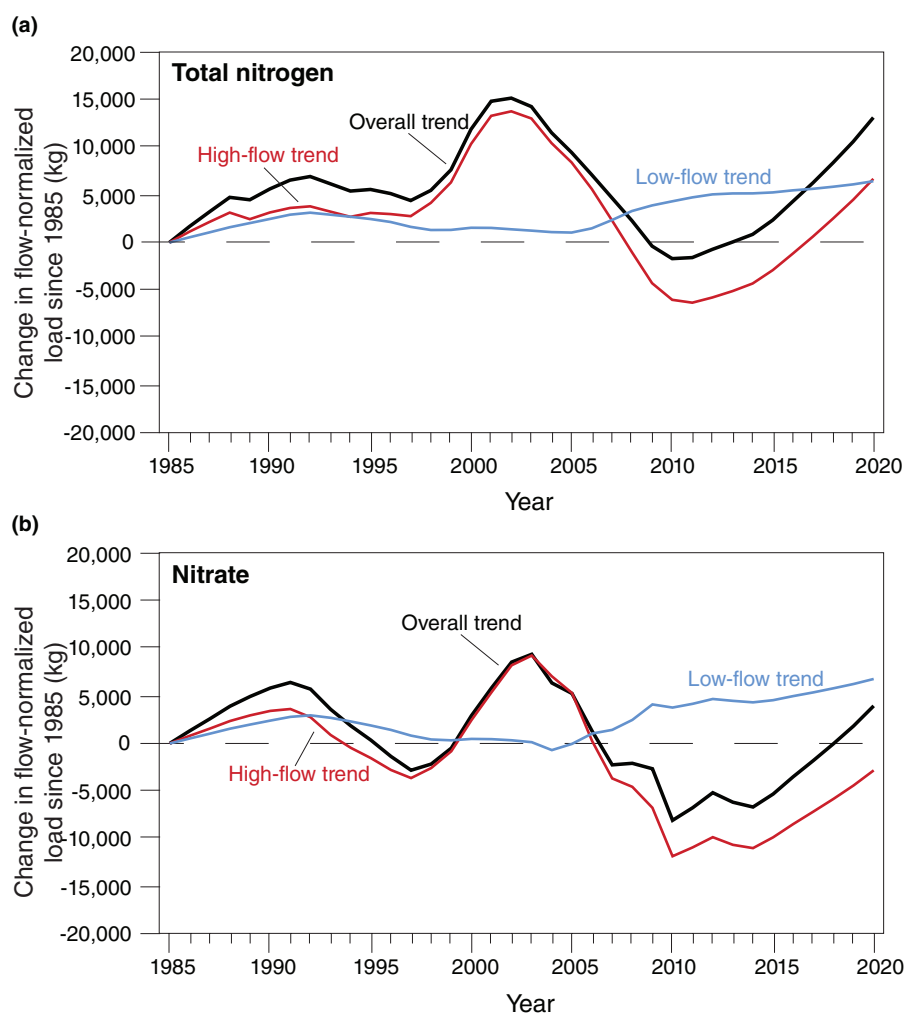 (a)
20,000
15,000
10,000
5,000
0
-5,000
-10,000
-15,000
-20,000
Change in flow-normalized
load since 1985 (kg)
Total nitrogen
Overall trend
High-flow trend
Low-flow trend
1985 1990 1995 2000 2005 2010 2015 2020
Year
(b)
20,000
15,000
10,000
5,000
0
-5,000
-10,000
-15,000
-20,000
Change in flow-normalized
load since 1985 (kg)
Nitrate
Overall trend
Low-flow trend
High-flow trend
1985 1990 1995 2000 2005 2010 2015 2020
Year